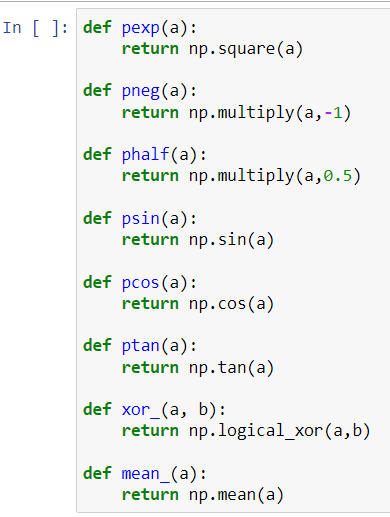 In [ ]: def pexp(a):
    return np.square(a)
def pneg(a):
    return np.multiply(a,-1)
def phalf(a):
    return np.multiply(a,0.5)
def psin(a):
    return np.sin(a)
def pcos(a):
    return np.cos(a)
def ptan(a):
    return np.tan(a)
def xor_(a, b):
    return np.logical_xor(a,b)
def mean_(a):
    return np.mean(a)